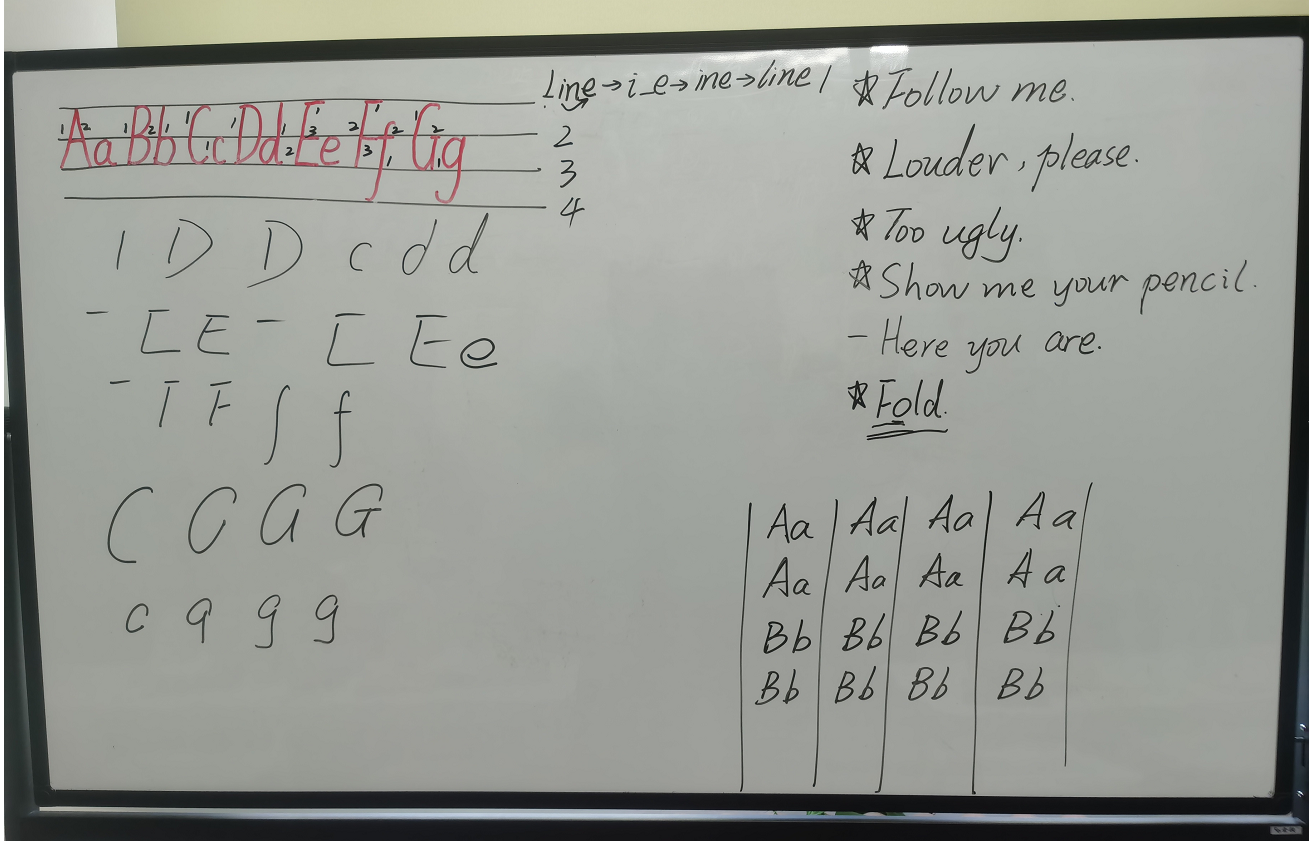 Line→i_e→ine→line 1
Aa Bb Cc Dd Ee Ff Gg
2
3
4
l D D c d d
- [ E - [ E e
- T F ʃ f
C C G G
c q g g
☆ Follow me.
☆ Louder, please.
☆ Too ugly.
☆ Show me your pencil.
- Here you are.
☆ Fold.
Aa Aa Aa Aa
Aa Aa Aa Aa
Bb Bb Bb Bb
Bb Bb Bb Bb